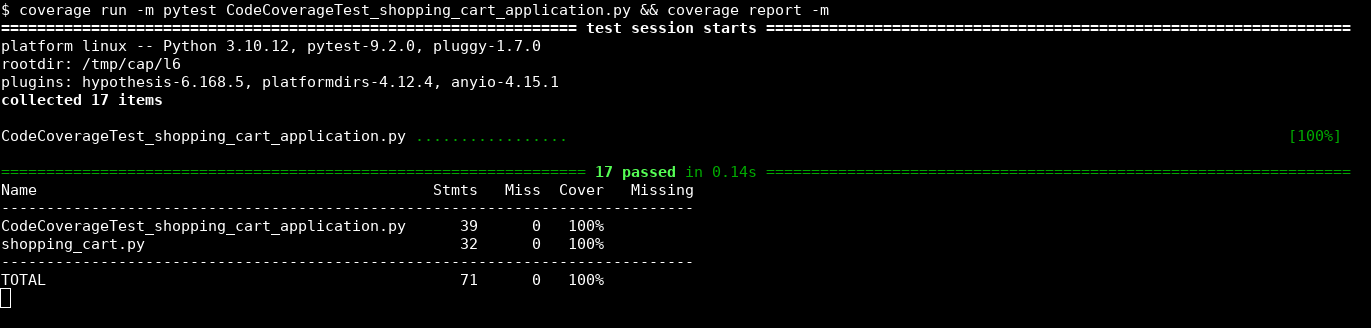 $ coverage run -m pytest CodeCoverageTest_shopping_cart_application.py && coverage report -m
================================================================ test session starts =================================================================
platform linux -- Python 3.10.12, pytest-9.2.0, pluggy-1.7.0
rootdir: /tmp/cap/l6
plugins: hypothesis-6.168.5, platformdirs-4.12.4, anyio-4.15.1
collected 17 items

CodeCoverageTest_shopping_cart_application.py .................                                                                                [100%]

================================================================= 17 passed in 0.14s =================================================================
Name                                            Stmts   Miss  Cover   Missing
-----------------------------------------------------------------------------
CodeCoverageTest_shopping_cart_application.py      39      0   100%
shopping_cart.py                                   32      0   100%
-----------------------------------------------------------------------------
TOTAL                                              71      0   100%